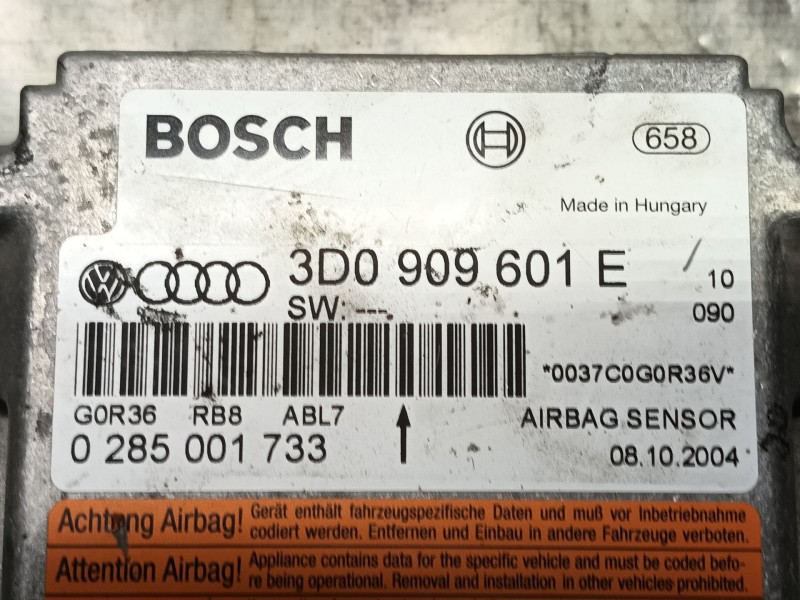 BOSCH
658
Made in Hungary
3D0 909 601 E
/ 10
SW: ---
090
*0037C0G0R36V*
G0R36 RB8 ABL7
AIRBAG SENSOR
0 285 001 733
08.10.2004
Achtung Airbag! Gerät enthält fahrzeugspezifische Daten und muß vor Inbetriebnahme
codiert werden. Entfernen und Einbau in andere Fahrzeuge verboten.
Attention Airbag! Appliance contains data for the specific vehicle and must be coded befo-
re being operational. Removal and installation in other vehicles prohibited.